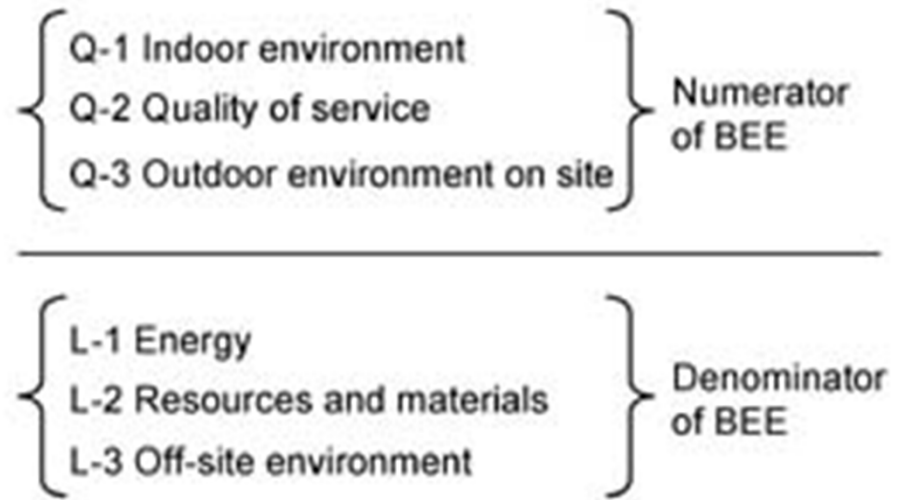 Q-1 Indoor environment
Q-2 Quality of service
Q-3 Outdoor environment on site
Numerator
of BEE
L-1 Energy
L-2 Resources and materials
L-3 Off-site environment
Denominator
of BEE